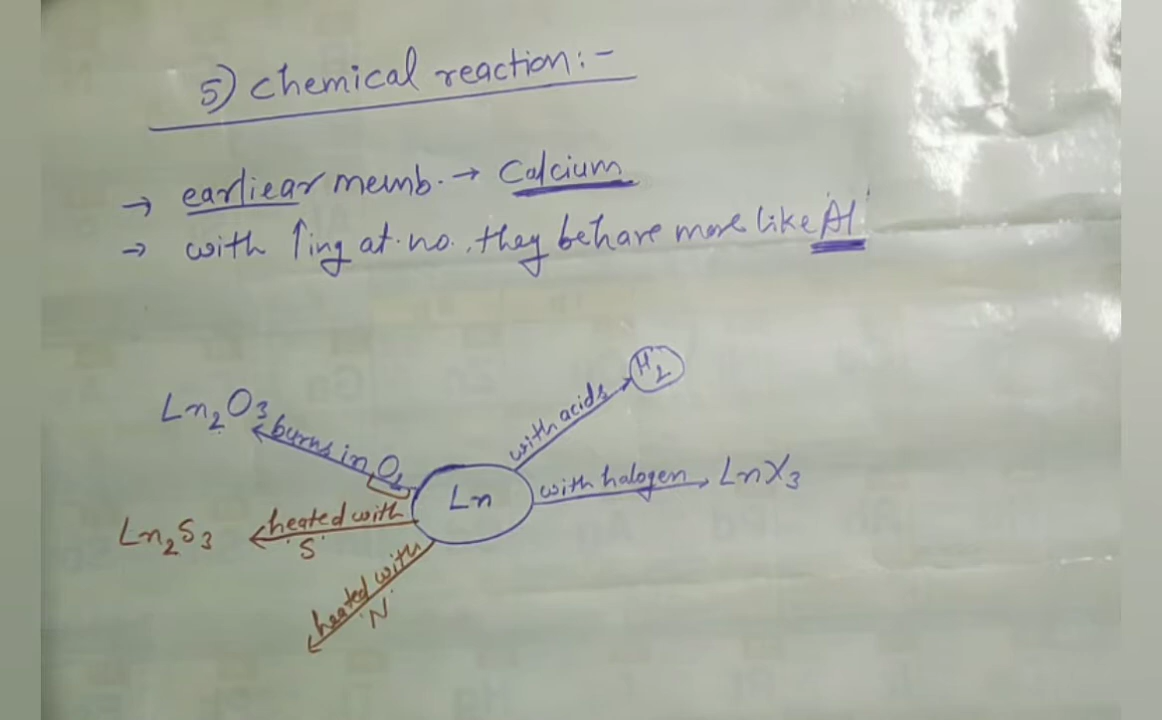 5) Chemical reaction:-
→ earliear memb. → Calcium
→ with ↑ing at. no., they behave more like Al
H2
with acids
Ln2O3
burns in O2
with halogen
LnX3
Ln
Ln2S3
heated with
'S'
heated with
'N'